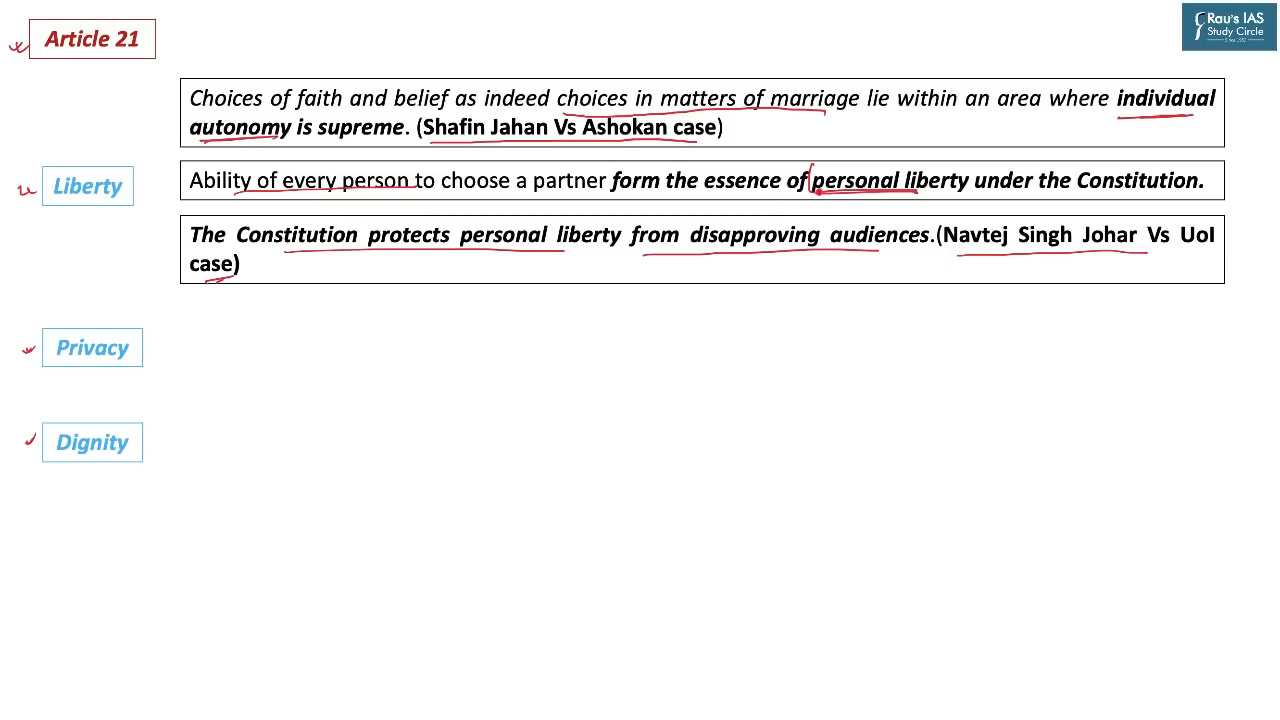 Article 21
Rau's IAS
Study Circle
Since 1953
Choices of faith and belief as indeed choices in matters of marriage lie within an area where individual
autonomy is supreme. (Shafin Jahan Vs Ashokan case)
Liberty
Ability of every person to choose a partner form the essence of personal liberty under the Constitution.
The Constitution protects personal liberty from disapproving audiences.(Navtej Singh Johar Vs UoI
case)
Privacy
Dignity